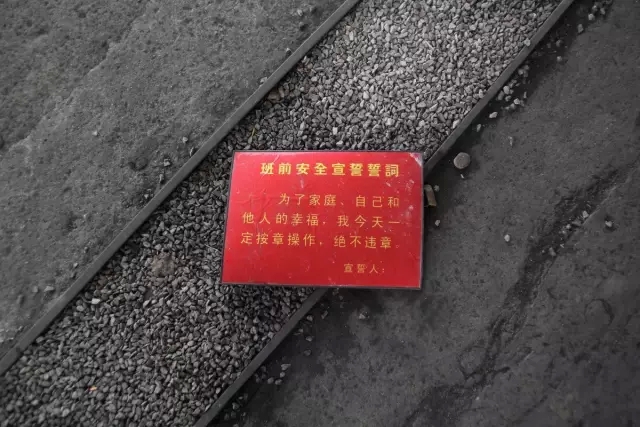 班前安全宣誓誓詞
为了家庭、自己和
他人的幸福，我今天一
定按章操作，绝不违章。
宣誓人：